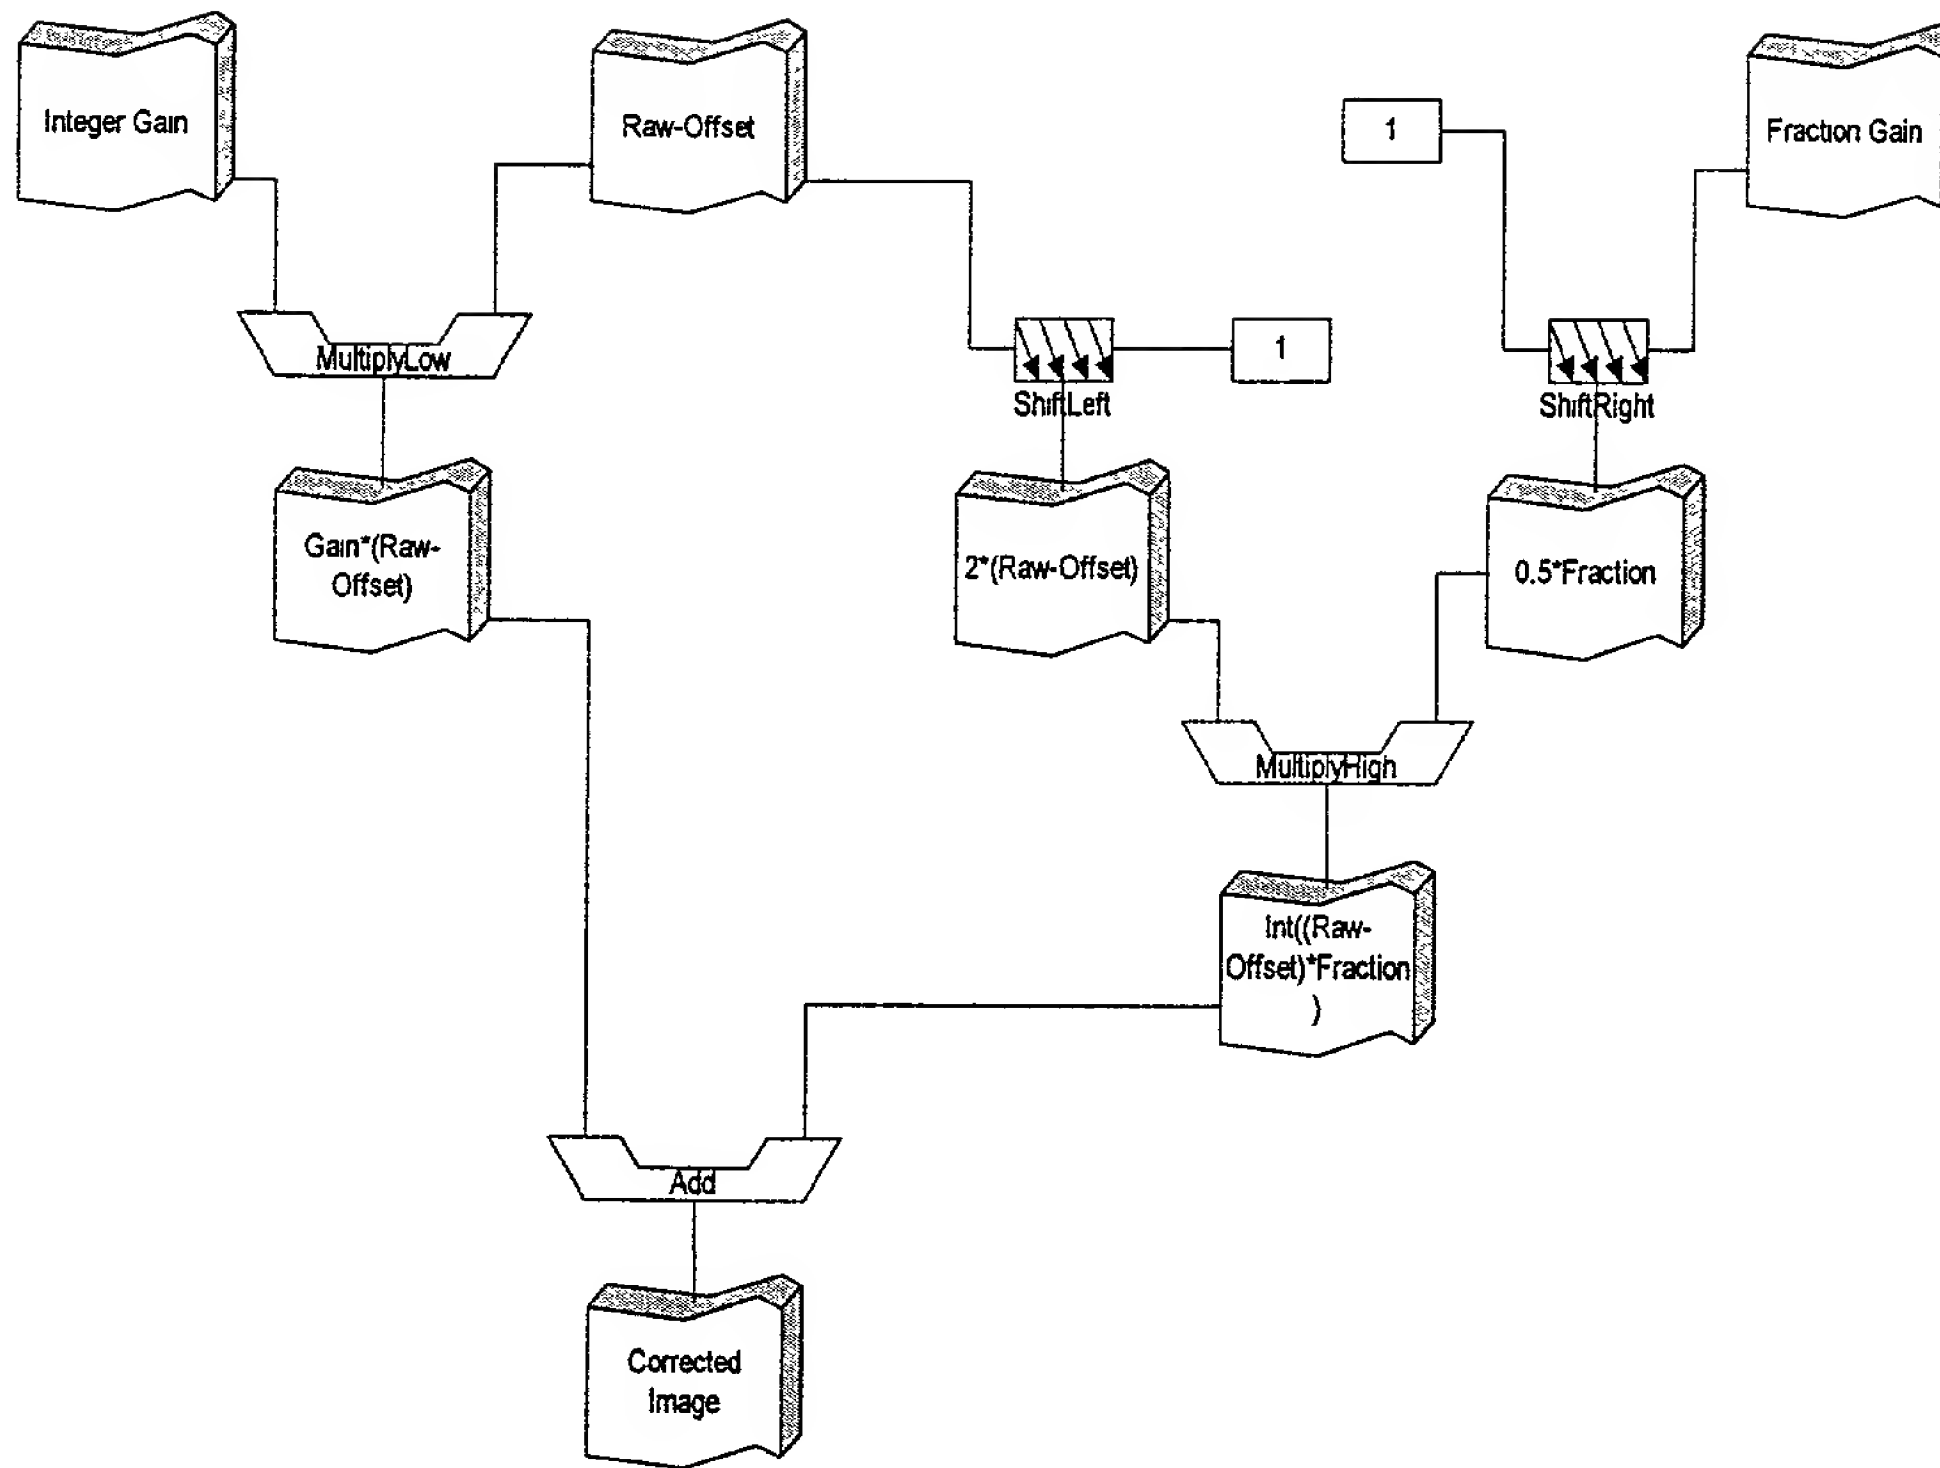 Integer Gain
Raw-Offset
1
Fraction Gain
MultiplyLow
1
ShiftLeft
ShiftRight
Gain*(Raw-
Offset)
2*(Raw-Offset)
0.5*Fraction
MultiplyHigh
Int((Raw-
Offset)*Fraction
)
Add
Corrected
Image